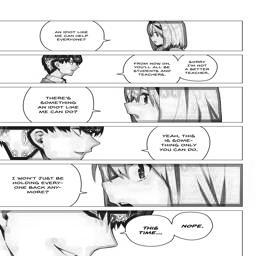 AN IDIOT LIKE
ME CAN HELP
EVERYONE?
FROM NOW ON,
YOU'LL ALL BE
STUDENTS AND
TEACHERS.
SORRY
I'M NOT
A BETTER
TEACHER.
THERE'S
SOMETHING
AN IDIOT LIKE
ME CAN DO?
YEAH, THIS
IS SOME-
THING ONLY
YOU CAN DO.
I WON'T JUST BE
HOLDING EVERY-
ONE BACK ANY-
MORE?
THIS
TIME...
NOPE.